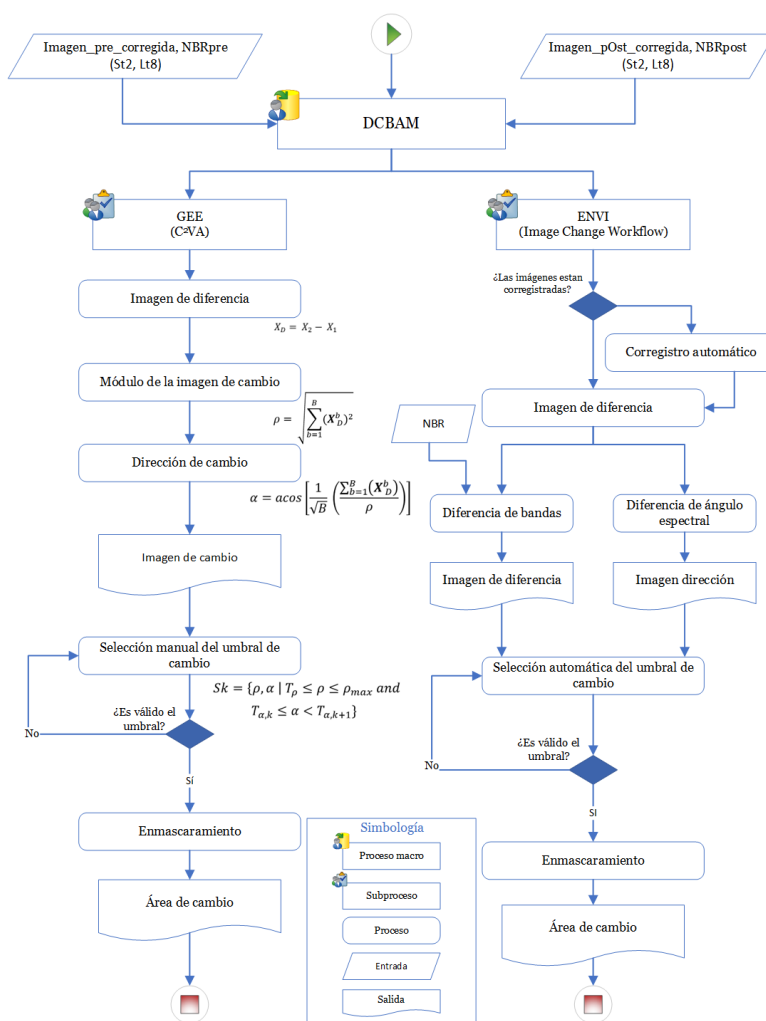 Imagen_pre_corregida, NBRpre
(St2, Lt8)
Imagen_pOst_corregida, NBRpost
(St2, Lt8)
DCBAM
GEE
(C²VA)
ENVI
(Image Change Workflow)
¿Las imágenes estan
corregistradas?
Imagen de diferencia
X_D = X_2 − X_1
Corregistro automático
Módulo de la imagen de cambio
ρ = √(∑_{b=1}^{B} (X_D^b)^2)
Imagen de diferencia
NBR
Dirección de cambio
α = acos [1/√B (∑_{b=1}^{B} (X_D^b) / ρ)]
Diferencia de bandas
Diferencia de ángulo
espectral
Imagen de cambio
Imagen de diferencia
Imagen dirección
Selección manual del umbral de
cambio
Sk = {ρ, α | T_ρ ≤ ρ ≤ ρ_{max} and
T_{α,k} ≤ α < T_{α,k+1}}
Selección automática del umbral de
cambio
¿Es válido el
umbral?
No
Sí
¿Es válido el
umbral?
No
SI
Enmascaramiento
Área de cambio
Enmascaramiento
Área de cambio
Simbología
Proceso macro
Subproceso
Proceso
Entrada
Salida